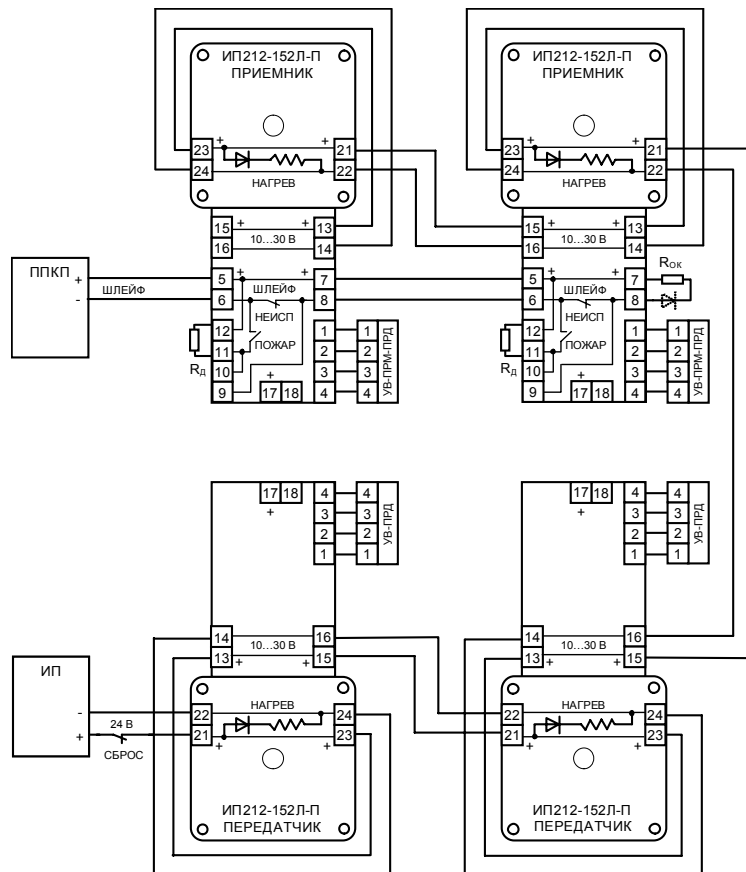 ИП212-152Л-П
ПРИЕМНИК
+ +
23 21
24 22
НАГРЕВ
15 + + 13
16 10...30 В 14
ИП212-152Л-П
ПРИЕМНИК
+ +
23 21
24 22
НАГРЕВ
15 + + 13
16 10...30 В 14
ППКП
+
-
ШЛЕЙФ
5 + + 7
6 ШЛЕЙФ 8
НЕИСП
12
11 ПОЖАР
10
9
RД
+
17 18
1 1
2 2
3 3
4 4
УВ-ПРМ-ПРД
5 + + 7
6 ШЛЕЙФ 8
НЕИСП
12
11 ПОЖАР
10
9
RД
RОК
+
17 18
1 1
2 2
3 3
4 4
УВ-ПРМ-ПРД
17 18
+
4 4
3 3
2 2
1 1
УВ-ПРД
14 10...30 В 16
13 + + 15
17 18
+
4 4
3 3
2 2
1 1
УВ-ПРД
14 10...30 В 16
13 + + 15
ИП
-
+
24 В
СБРОС
НАГРЕВ
22 24
21 23
+ +
ИП212-152Л-П
ПЕРЕДАТЧИК
НАГРЕВ
22 24
21 23
+ +
ИП212-152Л-П
ПЕРЕДАТЧИК